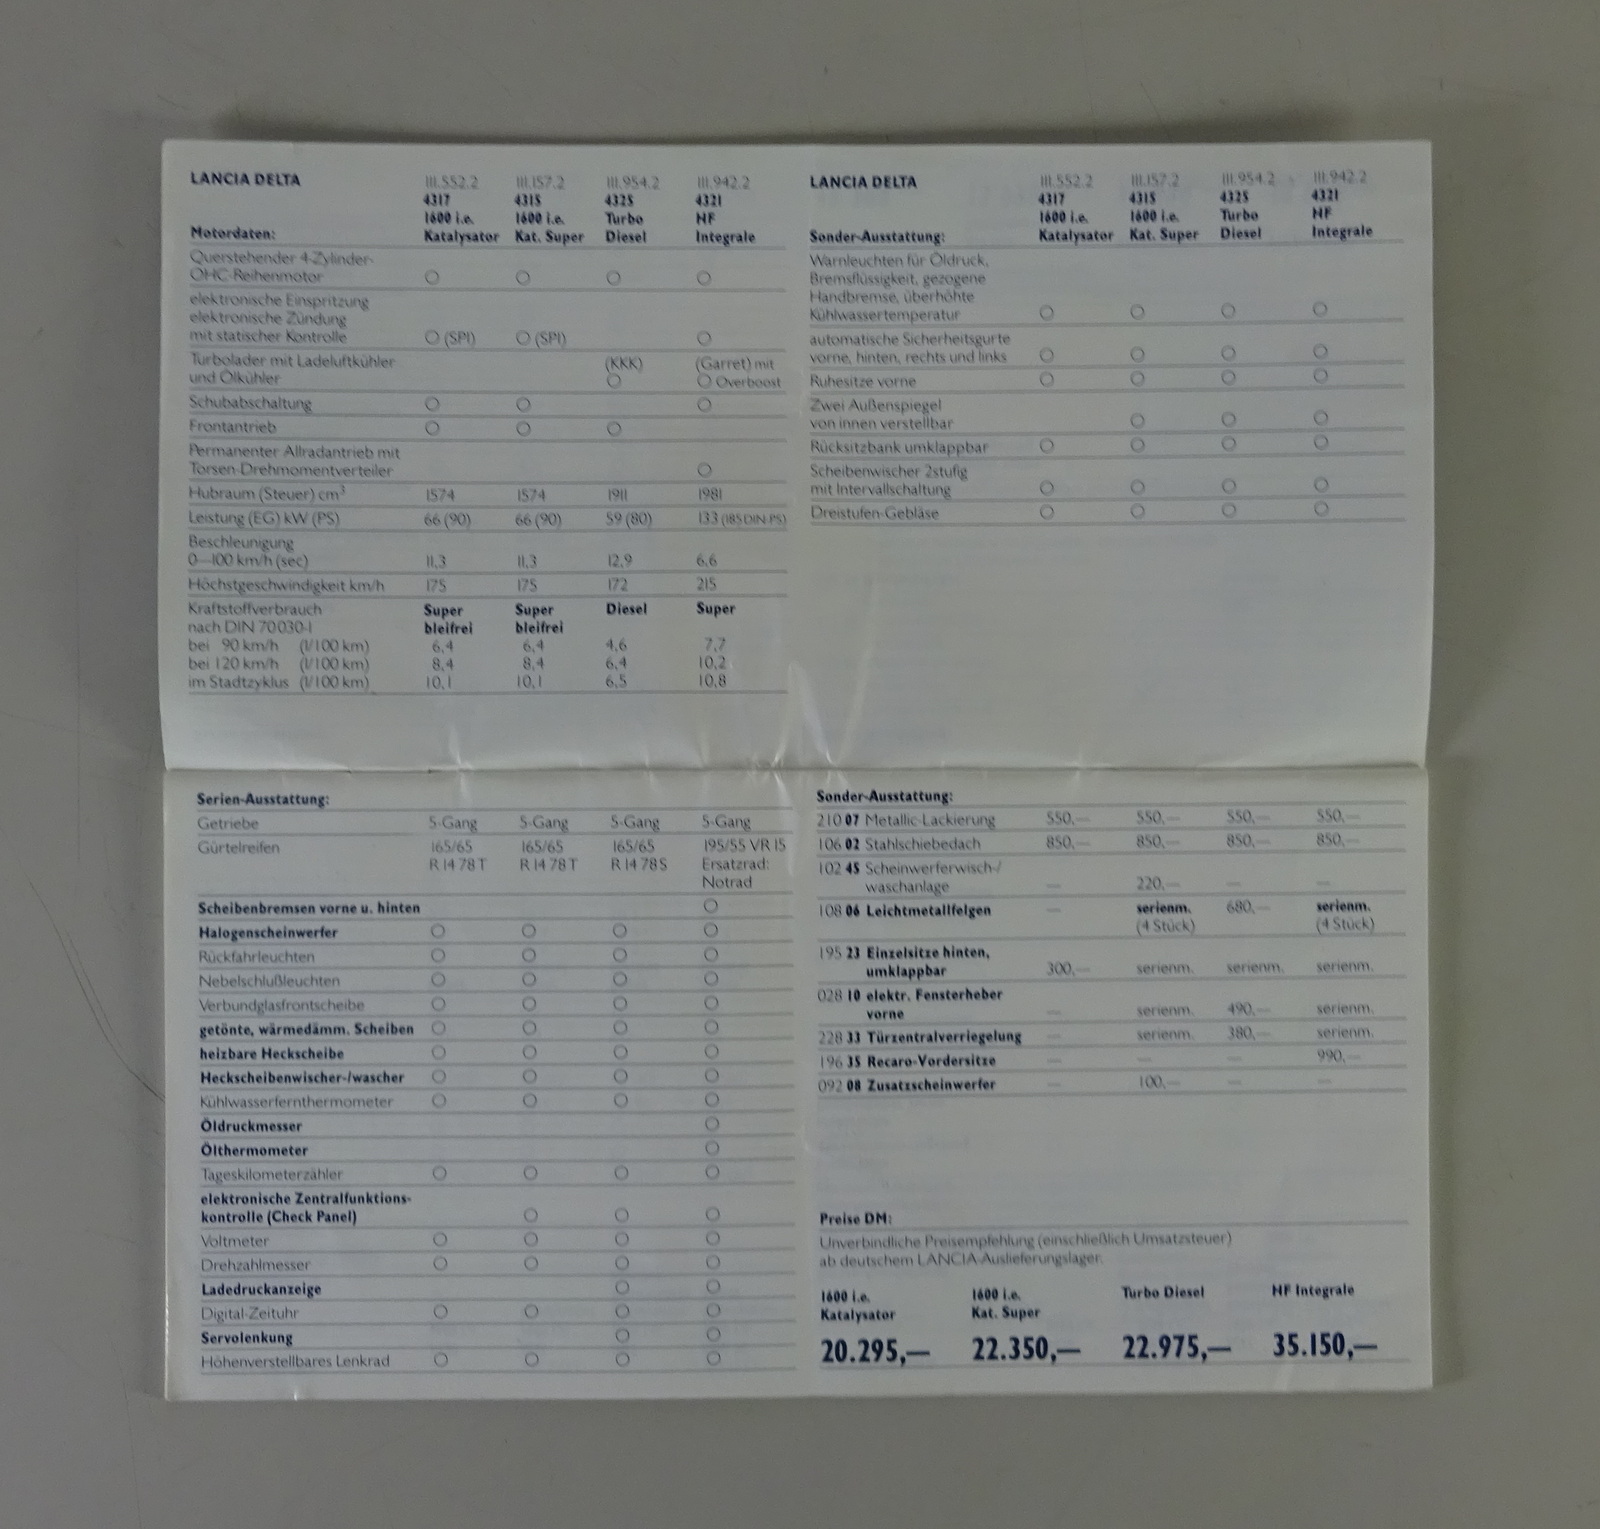 LANCIA DELTA III.552.2 III.157.2 III.954.2 III.942.2
4317 4315 4325 4321
1600 i.e. 1600 i.e. Turbo HF
Motordaten: Katalysator Kat. Super Diesel Integrale
Querstehender 4-Zylinder-
OHC-Reihenmotor ○ ○ ○ ○
elektronische Einspritzung
elektronische Zündung
mit statischer Kontrolle ○ (SPI) ○ (SPI) ○
Turbolader mit Ladeluftkühler (KKK) (Garret) mit
und Ölkühler ○ ○ Overboost
Schubabschaltung ○ ○ ○
Frontantrieb ○ ○ ○
Permanenter Allradantrieb mit
Torsen-Drehmomentverteiler ○
Hubraum (Steuer) cm³ 1574 1574 1911 1981
Leistung (EG) kW (PS) 66 (90) 66 (90) 59 (80) 133 (185 DIN-PS)
Beschleunigung
0—100 km/h (sec) 11,3 11,3 12,9 6,6
Höchstgeschwindigkeit km/h 175 175 172 215
Kraftstoffverbrauch Super Super Diesel Super
nach DIN 70030-1 bleifrei bleifrei
bei 90 km/h (l/100 km) 6,4 6,4 4,6 7,7
bei 120 km/h (l/100 km) 8,4 8,4 6,4 10,2
im Stadtzyklus (l/100 km) 10,1 10,1 6,5 10,8
LANCIA DELTA III.552.2 III.157.2 III.954.2 III.942.2
4317 4315 4325 4321
1600 i.e. 1600 i.e. Turbo HF
Sonder-Ausstattung: Katalysator Kat. Super Diesel Integrale
Warnleuchten für Öldruck,
Bremsflüssigkeit, gezogene
Handbremse, überhöhte
Kühlwassertemperatur ○ ○ ○ ○
automatische Sicherheitsgurte
vorne, hinten, rechts und links ○ ○ ○ ○
Ruhesitze vorne ○ ○ ○ ○
Zwei Außenspiegel
von innen verstellbar ○ ○ ○
Rücksitzbank umklappbar ○ ○ ○ ○
Scheibenwischer 2stufig
mit Intervallschaltung ○ ○ ○ ○
Dreistufen-Gebläse ○ ○ ○ ○
Serien-Ausstattung:
Getriebe 5-Gang 5-Gang 5-Gang 5-Gang
Gürtelreifen 165/65 165/65 165/65 195/55 VR 15
R 14 78 T R 14 78 T R 14 78 S Ersatzrad:
Notrad
Scheibenbremsen vorne u. hinten ○
Halogenscheinwerfer ○ ○ ○ ○
Rückfahrleuchten ○ ○ ○ ○
Nebelschlußleuchten ○ ○ ○ ○
Verbundglasfrontscheibe ○ ○ ○ ○
getönte, wärmedämm. Scheiben ○ ○ ○ ○
heizbare Heckscheibe ○ ○ ○ ○
Heckscheibenwischer-/wascher ○ ○ ○ ○
Kühlwasserfernthermometer ○ ○ ○ ○
Öldruckmesser ○
Ölthermometer ○
Tageskilometerzähler ○ ○ ○ ○
elektronische Zentralfunktions-
kontrolle (Check Panel) ○ ○ ○
Voltmeter ○ ○ ○ ○
Drehzahlmesser ○ ○ ○ ○
Ladedruckanzeige ○ ○
Digital-Zeituhr ○ ○ ○ ○
Servolenkung ○ ○
Höhenverstellbares Lenkrad ○ ○ ○ ○
Sonder-Ausstattung:
210 07 Metallic-Lackierung 550,— 550,— 550,— 550,—
106 02 Stahlschiebedach 850,— 850,— 850,— 850,—
102 45 Scheinwerferwisch-/
waschanlage — 220,— — —
108 06 Leichtmetallfelgen — serienm. 680,— serienm.
(4 Stück) (4 Stück)
195 23 Einzelsitze hinten,
umklappbar 300,— serienm. serienm. serienm.
028 10 elektr. Fensterheber
vorne — serienm. 490,— serienm.
228 33 Türzentralverriegelung — serienm. 380,— serienm.
196 35 Recaro-Vordersitze — — — 990,—
092 08 Zusatzscheinwerfer — 100,— — —
Preise DM:
Unverbindliche Preisempfehlung (einschließlich Umsatzsteuer)
ab deutschem LANCIA-Auslieferungslager.
1600 i.e. 1600 i.e. Turbo Diesel HF Integrale
Katalysator Kat. Super
20.295,— 22.350,— 22.975,— 35.150,—